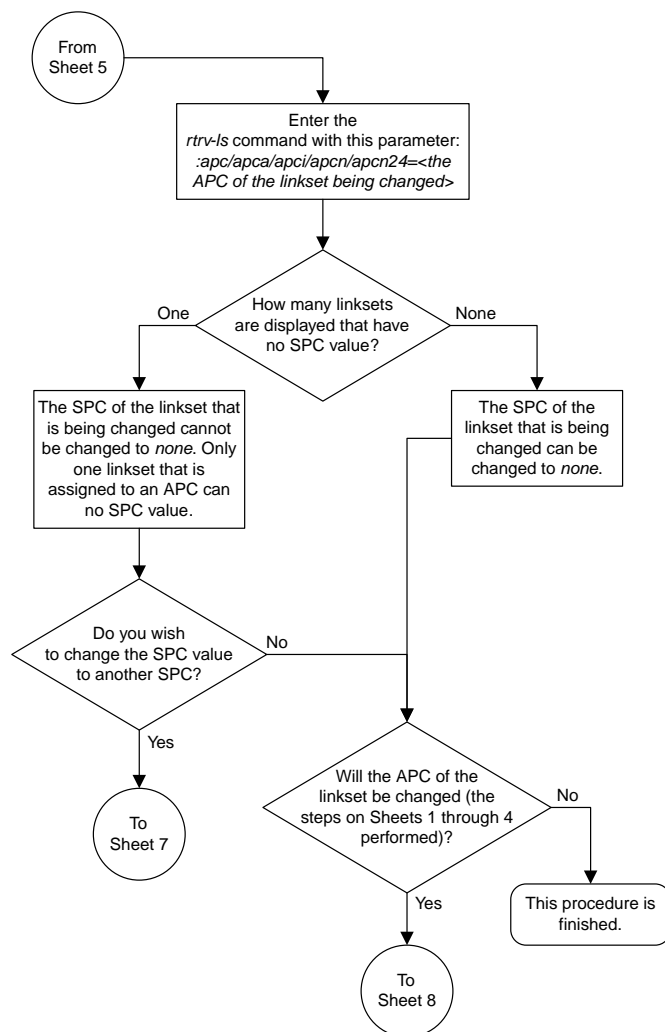 From
Sheet 5
Enter the
rtrv-ls command with this parameter:
:apc/apca/apci/apcn/apcn24=<the
APC of the linkset being changed>
How many linksets
are displayed that have
no SPC value?
One
None
The SPC of the linkset that
is being changed cannot
be changed to none. Only
one linkset that is
assigned to an APC can
no SPC value.
The SPC of the
linkset that is being
changed can be
changed to none.
Do you wish
to change the SPC value
to another SPC?
No
Yes
To
Sheet 7
Will the APC of the
linkset be changed (the
steps on Sheets 1 through 4
performed)?
No
Yes
This procedure is
finished.
To
Sheet 8